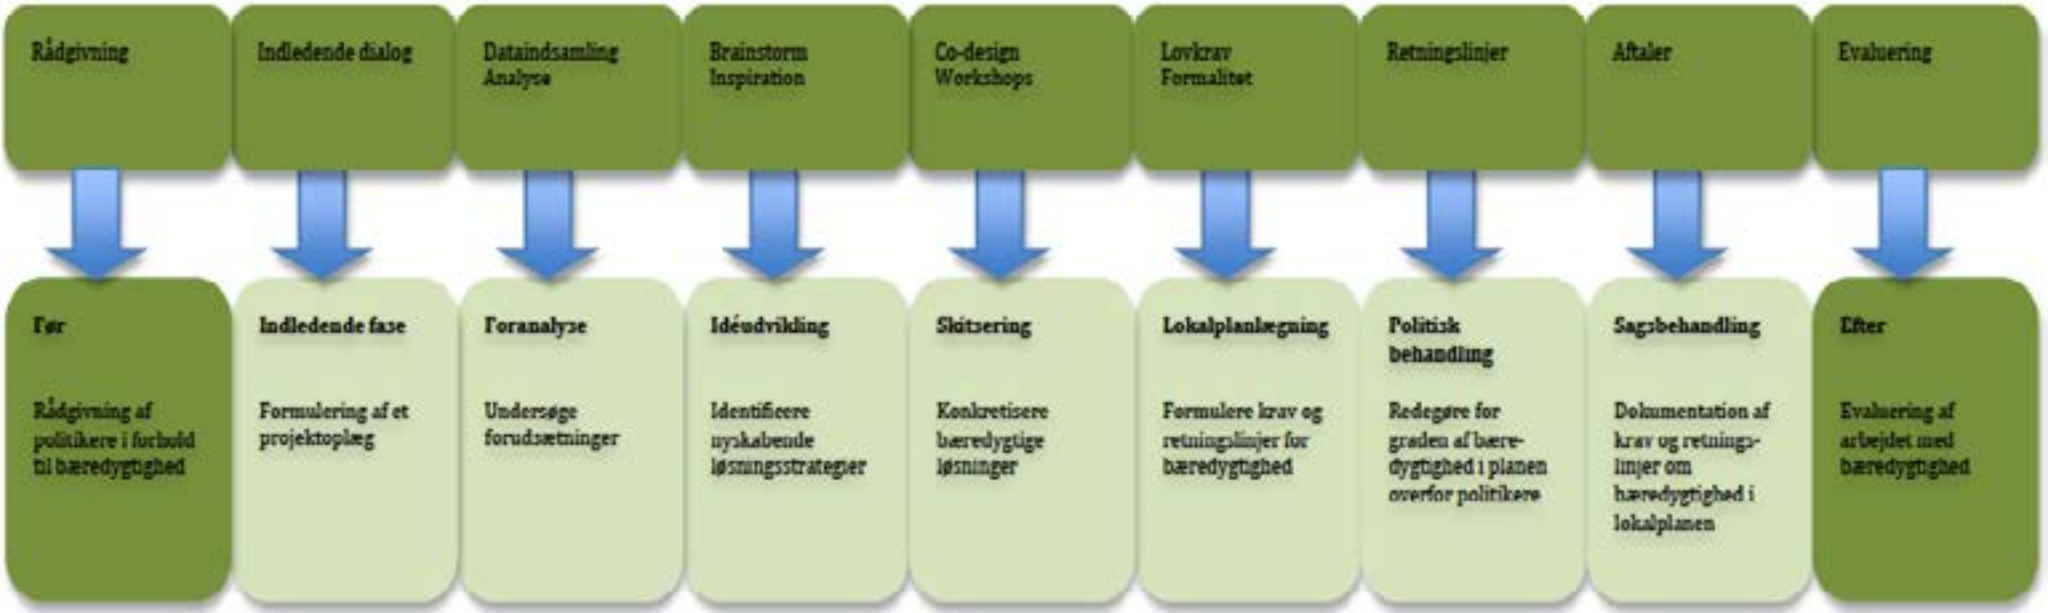 Rådgivning
Indledende dialog
Dataindsamling
Analyse
Brainstorm
Inspiration
Co-design
Workshops
Lovkrav
Formalitet
Retningslinjer
Aftaler
Evaluering
Før
Rådgivning af
politikere i forhold
til bæredygtighed
Indledende fase
Formulering af et
projektoplæg
Foranalyse
Undersøge
forudsætninger
Idéudvikling
Identificere
nyskabende
løsningsstrategier
Skitsering
Konkretisere
bæredygtige
løsninger
Lokalplanlægning
Formulere krav og
retningslinjer for
bæredygtighed
Politisk
behandling
Redegøre for
graden af bære-
dygtighed i planen
overfor politikere
Sagsbehandling
Dokumentation af
krav og retnings-
linjer om
bæredygtighed i
lokalplanen
Efter
Evaluering af
arbejdet med
bæredygtighed